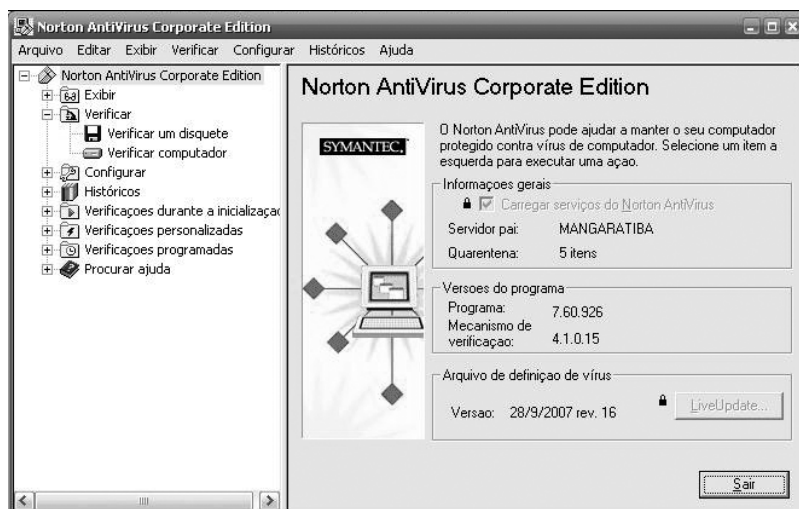 Norton AntiVirus Corporate Edition
Arquivo Editar Exibir Verificar Configurar Históricos Ajuda
Norton AntiVirus Corporate Edition
Exibir
Verificar
Verificar um disquete
Verificar computador
Configurar
Históricos
Verificaçoes durante a inicializaçao
Verificaçoes personalizadas
Verificaçoes programadas
Procurar ajuda
Norton AntiVirus Corporate Edition
SYMANTEC.
O Norton AntiVirus pode ajudar a manter o seu computador
protegido contra vírus de computador. Selecione um item a
esquerda para executar uma açao.
Informaçoes gerais
Carregar serviços do Norton AntiVirus
Servidor pai: MANGARATIBA
Quarentena: 5 itens
Versoes do programa
Programa: 7.60.926
Mecanismo de
verificaçao: 4.1.0.15
Arquivo de definiçao de vírus
Versao: 28/9/2007 rev. 16
LiveUpdate...
Sair